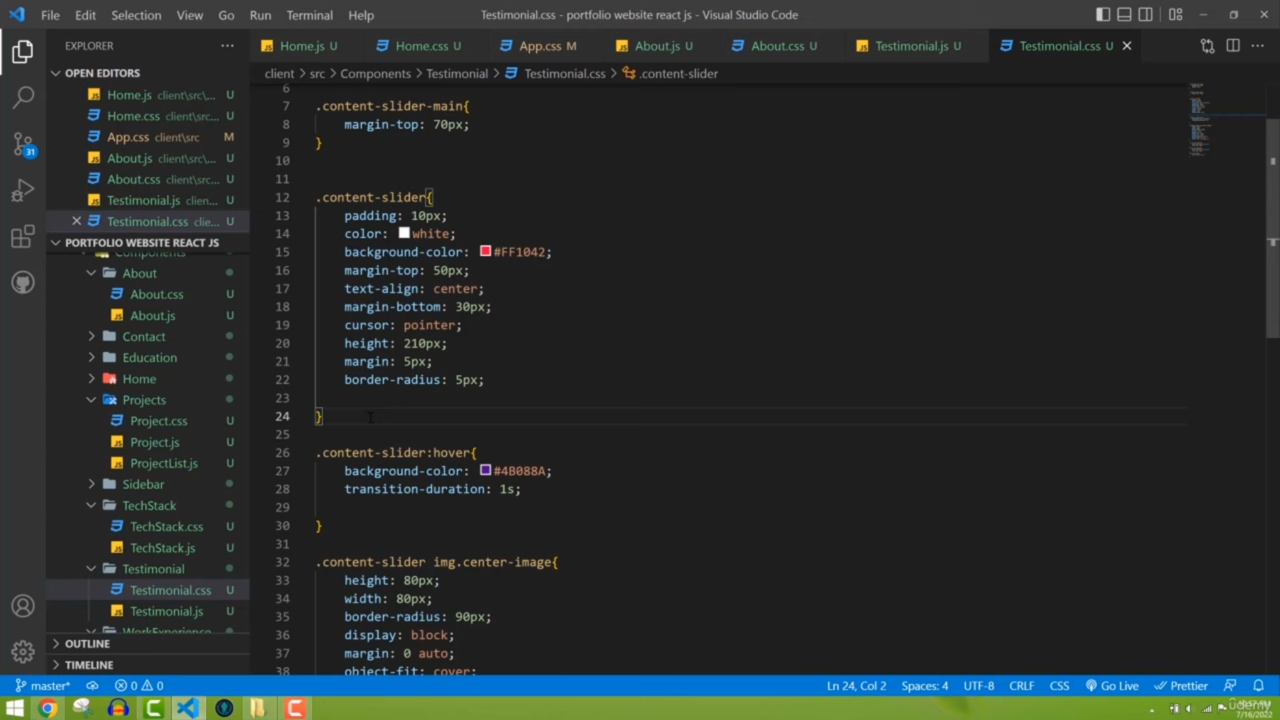 File Edit Selection View Go Run Terminal Help Testimonial.css - portfolio website react js - Visual Studio Code
EXPLORER
OPEN EDITORS
Home.js client\src\... U
Home.css client\src\... U
App.css client\src M
About.js client\src\... U
About.css client\src... U
Testimonial.js clien... U
Testimonial.css clie... U
PORTFOLIO WEBSITE REACT JS
Components
About
About.css U
About.js U
Contact
Education
Home
Projects
Project.css U
Project.js U
ProjectList.js U
Sidebar
TechStack
TechStack.css U
TechStack.js U
Testimonial
Testimonial.css U
Testimonial.js U
WorkExperience
OUTLINE
TIMELINE
Home.js U Home.css U App.css M About.js U About.css U Testimonial.js U Testimonial.css U
client > src > Components > Testimonial > Testimonial.css > .content-slider
6
7 .content-slider-main{
8 margin-top: 70px;
9 }
10
11
12 .content-slider{
13 padding: 10px;
14 color: white;
15 background-color: #FF1042;
16 margin-top: 50px;
17 text-align: center;
18 margin-bottom: 30px;
19 cursor: pointer;
20 height: 210px;
21 margin: 5px;
22 border-radius: 5px;
23
24 }
25
26 .content-slider:hover{
27 background-color: #4B088A;
28 transition-duration: 1s;
29
30 }
31
32 .content-slider img.center-image{
33 height: 80px;
34 width: 80px;
35 border-radius: 90px;
36 display: block;
37 margin: 0 auto;
38 object-fit: cover;
31
master* 0 0 Ln 24, Col 2 Spaces: 4 UTF-8 CRLF CSS Go Live Prettier
7/16/2022
udemy